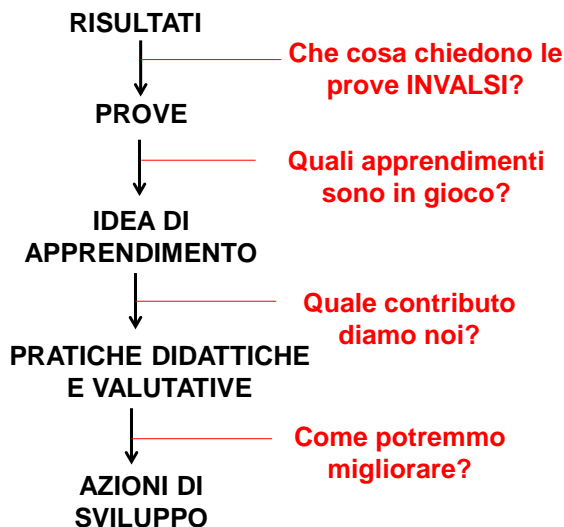 RISULTATI
Che cosa chiedono le
prove INVALSI?
PROVE
Quali apprendimenti
sono in gioco?
IDEA DI
APPRENDIMENTO
Quale contributo
diamo noi?
PRATICHE DIDATTICHE
E VALUTATIVE
Come potremmo
migliorare?
AZIONI DI
SVILUPPO